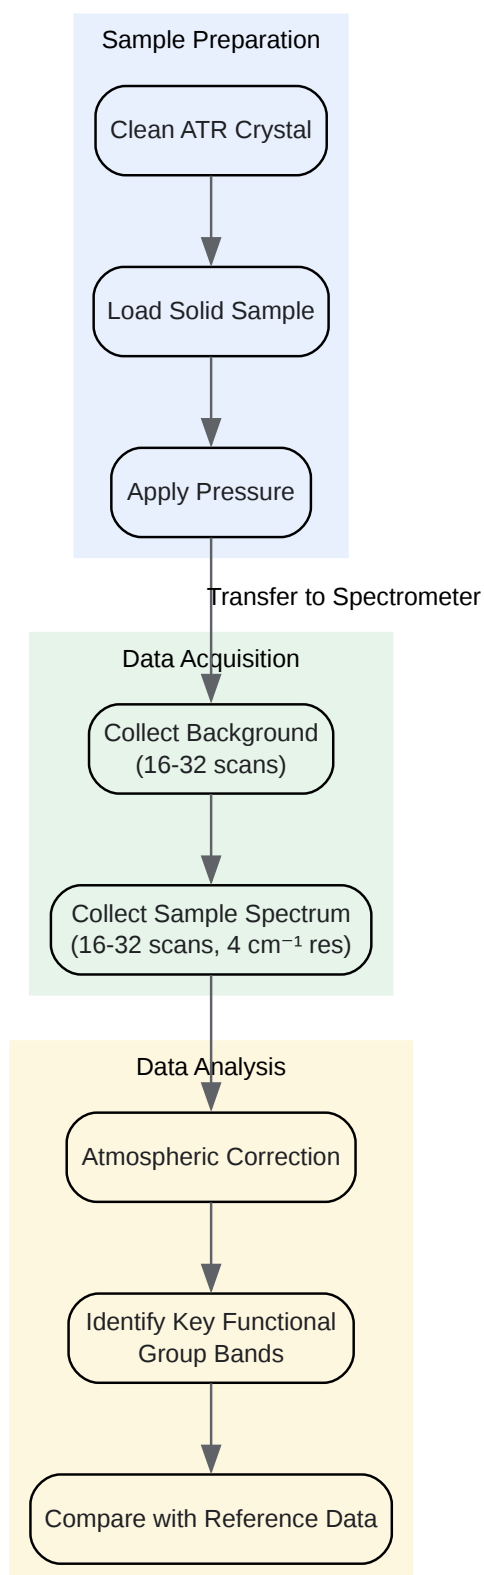 Sample Preparation
Clean ATR Crystal
Load Solid Sample
Apply Pressure
Transfer to Spectrometer
Data Acquisition
Collect Background
(16-32 scans)
Collect Sample Spectrum
(16-32 scans, 4 cm⁻¹ res)
Data Analysis
Atmospheric Correction
Identify Key Functional
Group Bands
Compare with Reference Data